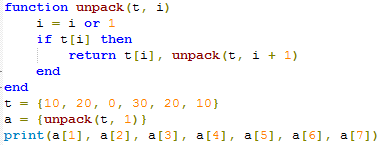 function unpack(t, i)
    i = i or 1
    if t[i] then
        return t[i], unpack(t, i + 1)
    end
end
t = {10, 20, 0, 30, 20, 10}
a = {unpack(t, 1)}
print(a[1], a[2], a[3], a[4], a[5], a[6], a[7])